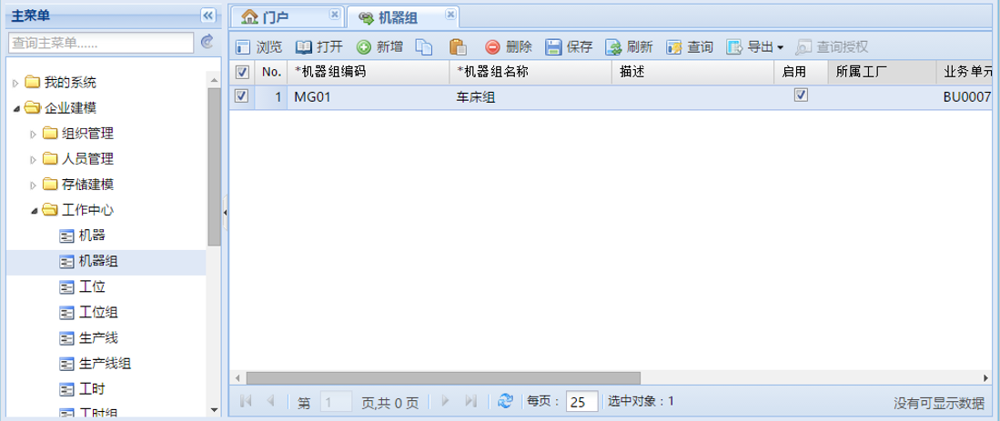 主菜单
查询主菜单......
我的系统
企业建模
组织管理
人员管理
存储建模
工作中心
机器
机器组
工位
工位组
生产线
生产线组
工时
工时组
门户 机器组
浏览 打开 新增 删除 保存 刷新 查询 导出 查询授权
No. *机器组编码 *机器组名称 描述 启用 所属工厂 业务单元
1 MG01 车床组 BU0007
第 1 页,共 0 页 每页： 25 选中对象：1 没有可显示数据